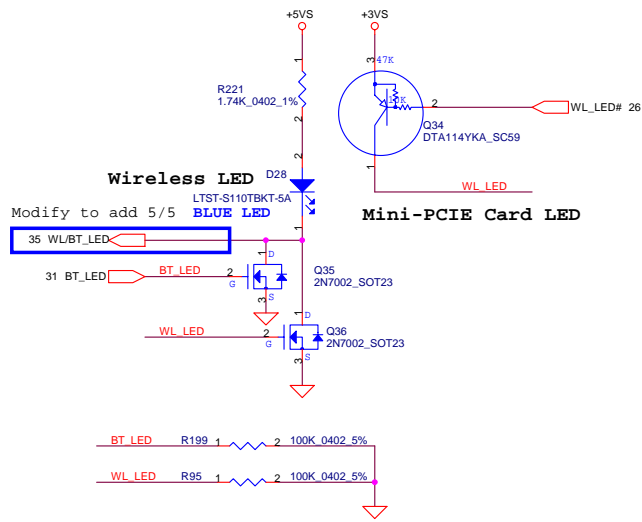 +5VS
+3VS
1
3
47K
R221
1.74K_0402_1%
10K
2
WL_LED# 26
2
Q34
DTA114YKA_SC59
2
D28
1
Wireless LED
LTST-S110TBKT-5A
WL_LED
Modify to add 5/5
BLUE LED
Mini-PCIE Card LED
1
35 WL/BT_LED
1
D
Q35
31 BT_LED
BT_LED
2
2N7002_SOT23
G
3
S
1
D
WL_LED
2
Q36
2N7002_SOT23
G
3
S
BT_LED R199 1 2 100K_0402_5%
WL_LED R95 1 2 100K_0402_5%